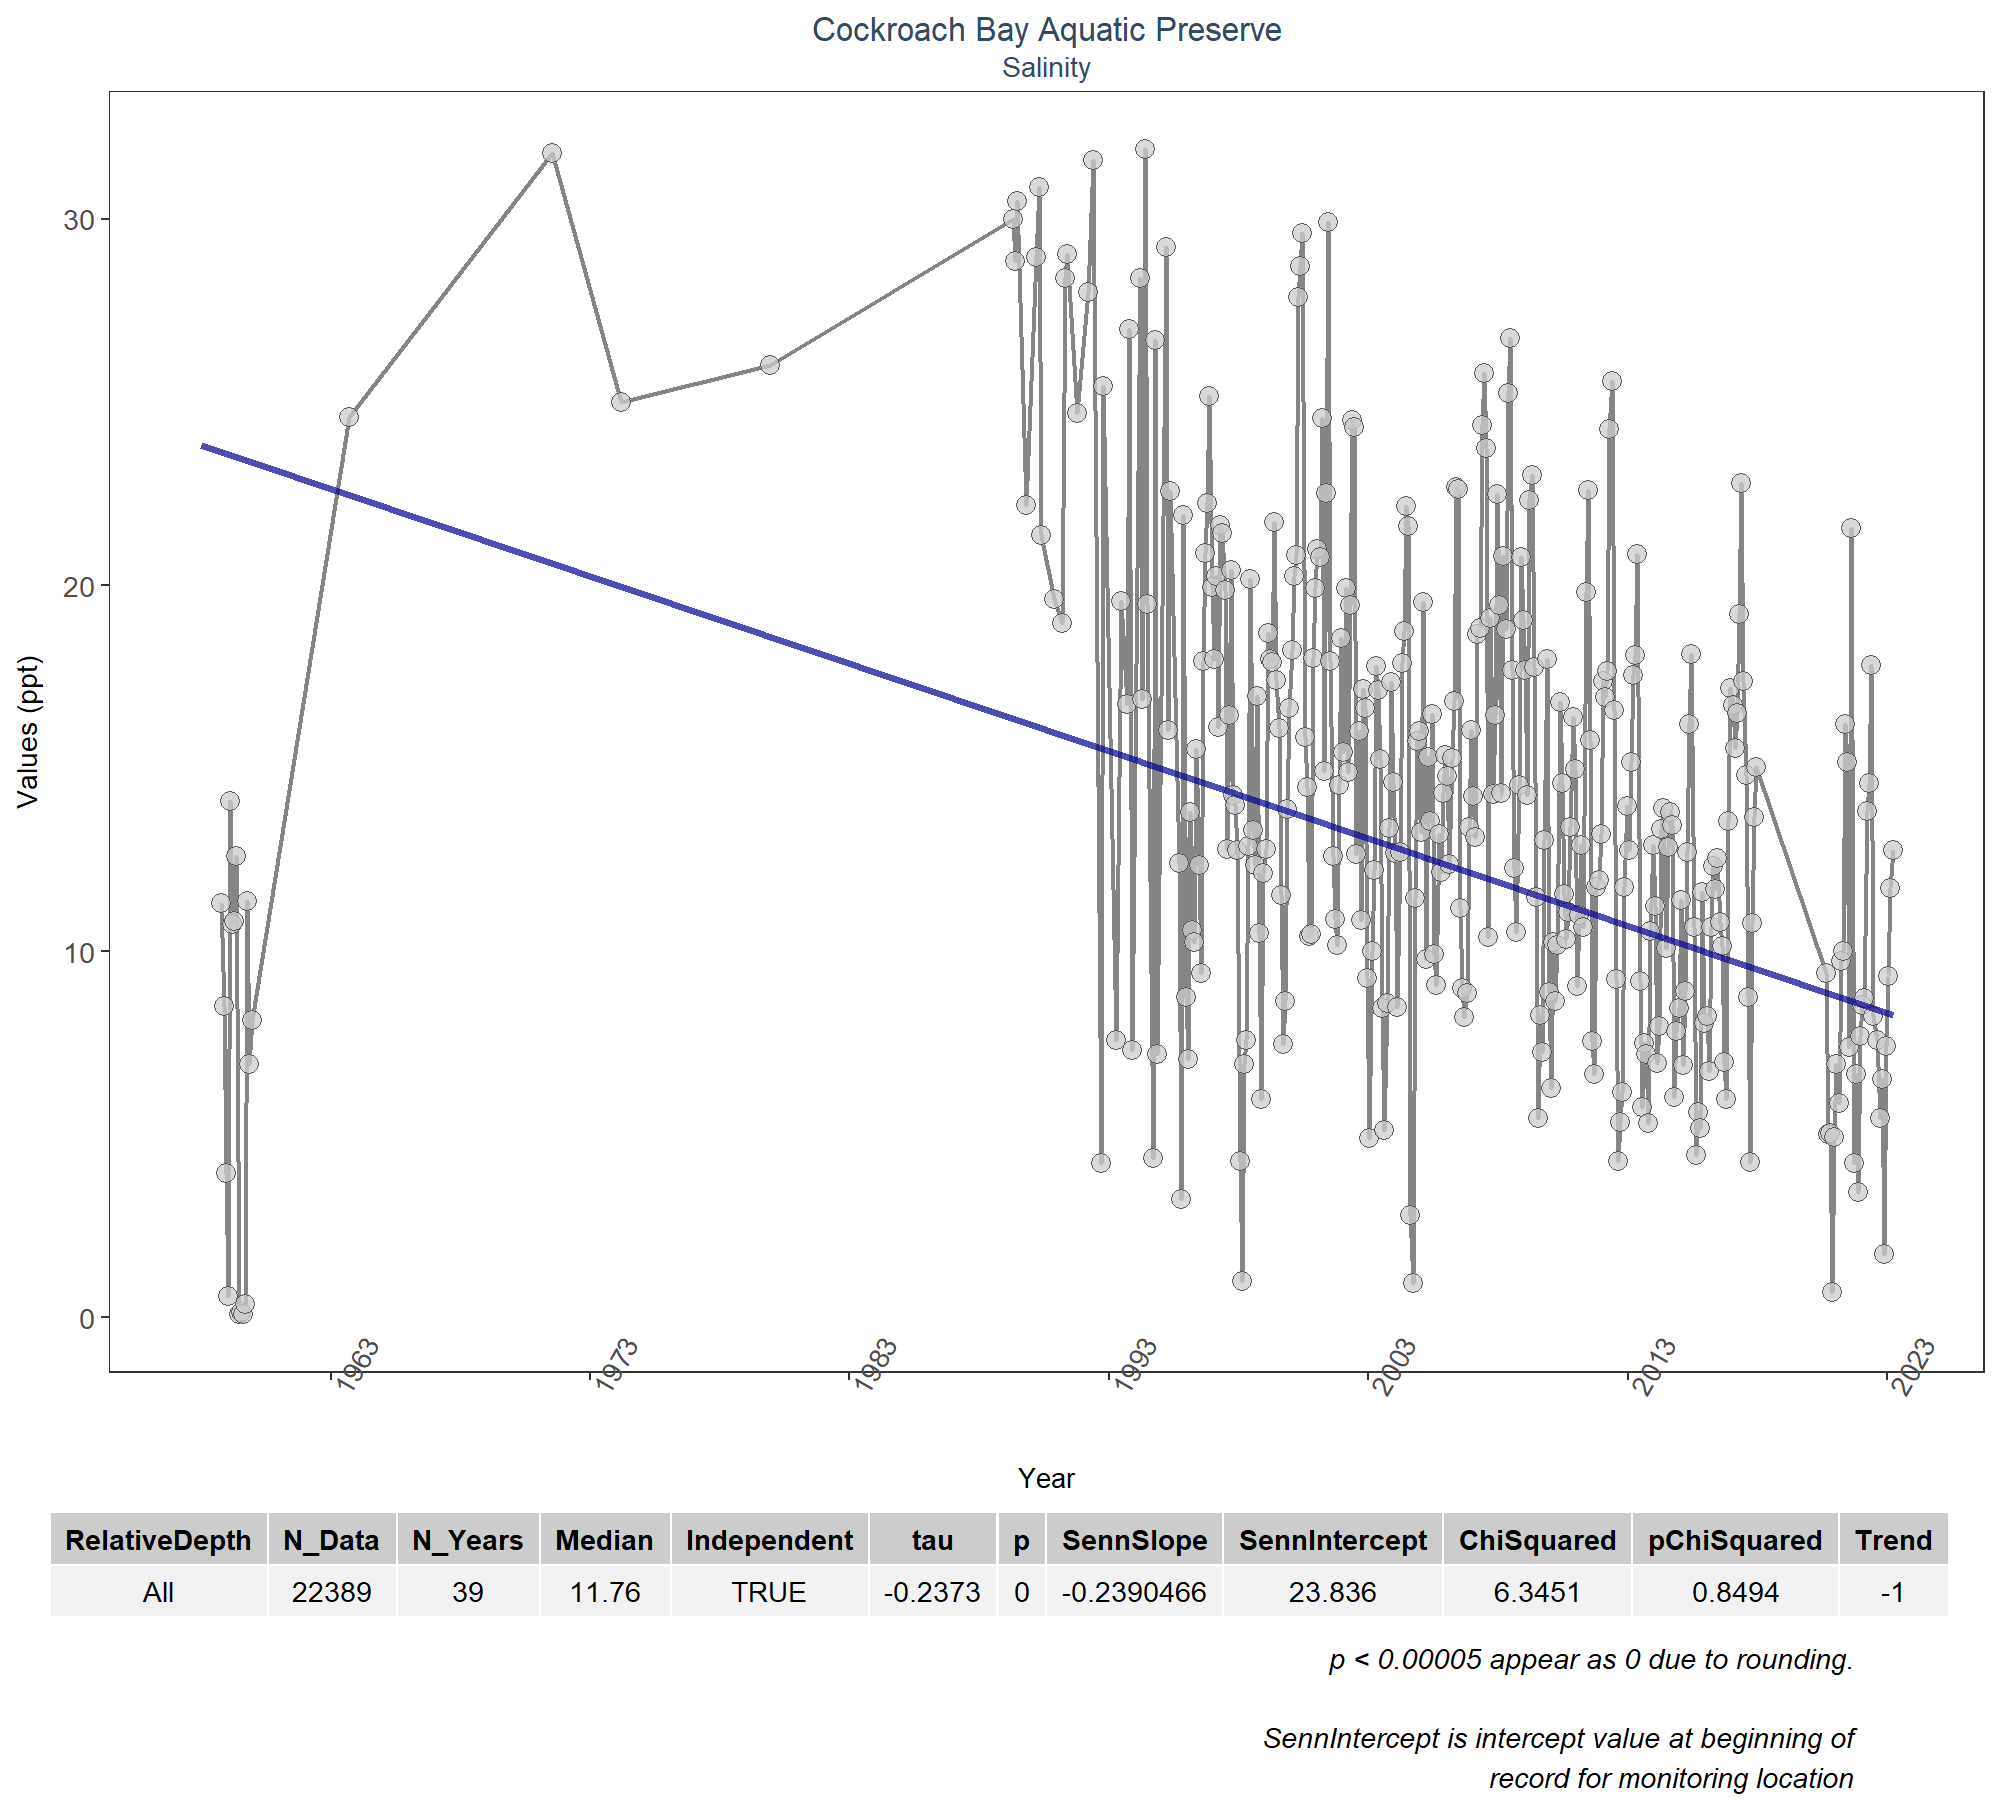 Cockroach Bay Aquatic Preserve
Salinity
Values (ppt)
30
20
10
0
1963 1973 1983 1993 2003 2013 2023
Year
RelativeDepth N_Data N_Years Median Independent tau p SennSlope SennIntercept ChiSquared pChiSquared Trend
All 22389 39 11.76 TRUE -0.2373 0 -0.2390466 23.836 6.3451 0.8494 -1
p < 0.00005 appear as 0 due to rounding.
SennIntercept is intercept value at beginning of
record for monitoring location